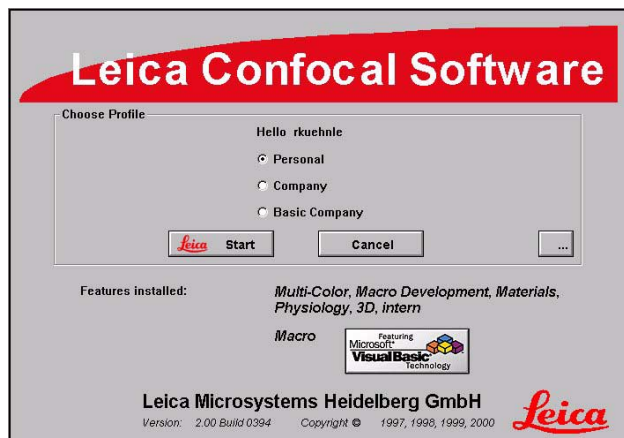 Leica Confocal Software
Choose Profile
Hello rkuehnle
Personal
Company
Basic Company
Leica Start
Cancel
...
Features installed:
Multi-Color, Macro Development, Materials,
Physiology, 3D, intern
Macro
Featuring
Microsoft®
Visual Basic®
Technology
Leica Microsystems Heidelberg GmbH
Version: 2.00 Build 0394 Copyright © 1997, 1998, 1999, 2000
Leica